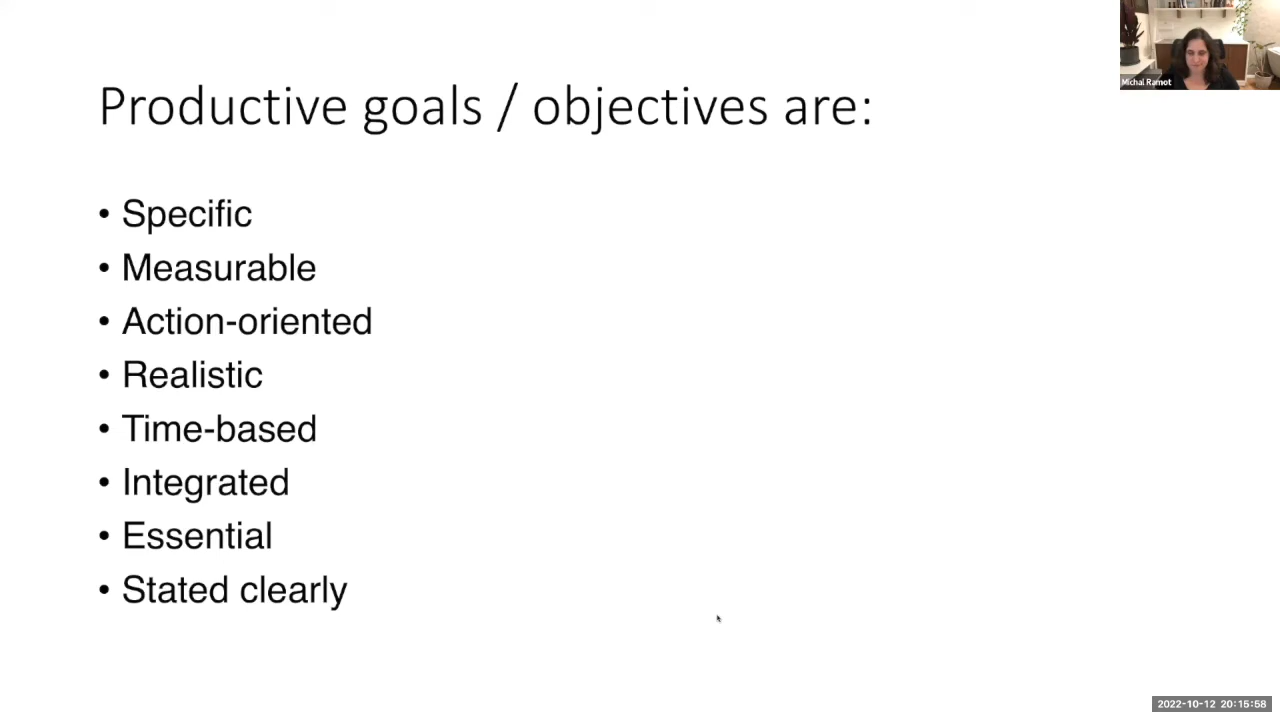 Michal Ramot
Productive goals / objectives are:
• Specific
• Measurable
• Action-oriented
• Realistic
• Time-based
• Integrated
• Essential
• Stated clearly
2022-10-12 20:15:58